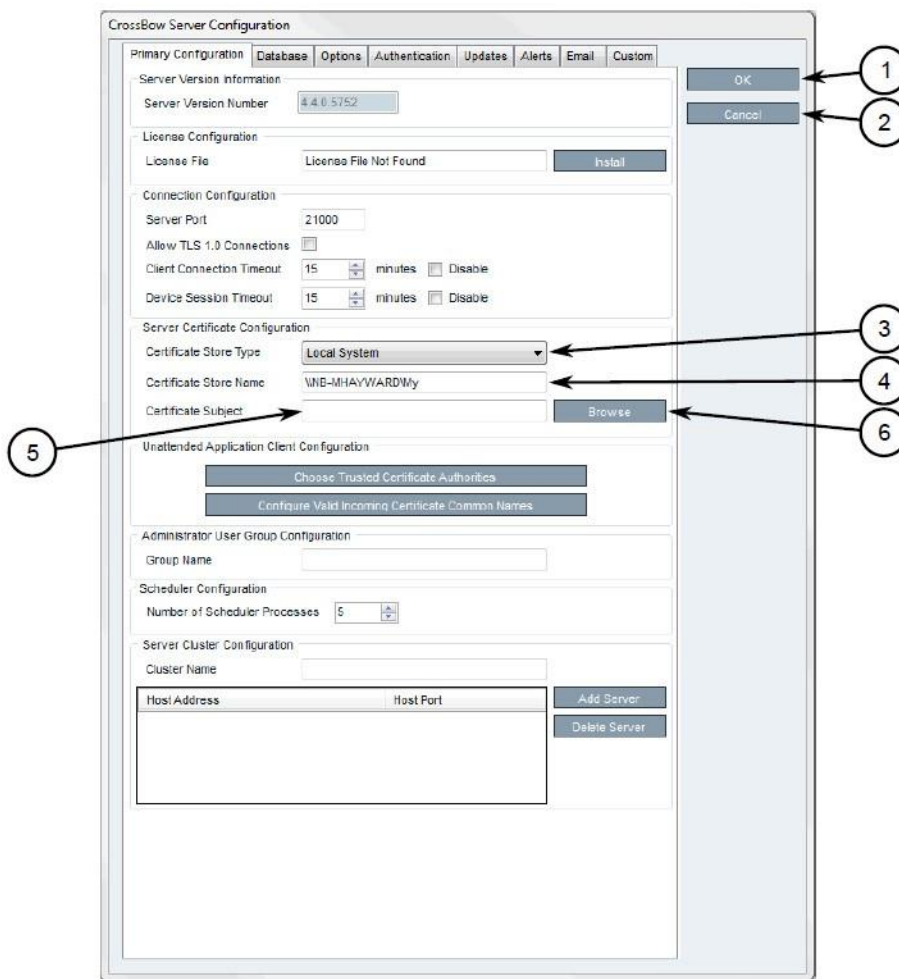 CrossBow Server Configuration
Primary Configuration Database Options Authentication Updates Alerts Email Custom
OK
1
Cancel
2
Server Version Information
Server Version Number 4.4.0.5752
License Configuration
License File License File Not Found Install
Connection Configuration
Server Port 21000
Allow TLS 1.0 Connections
Client Connection Timeout 15 minutes Disable
Device Session Timeout 15 minutes Disable
Server Certificate Configuration
3
Certificate Store Type Local System
Certificate Store Name \\NB-MHAYWARD\My
4
Certificate Subject Browse
5
6
Unattended Application Client Configuration
Choose Trusted Certificate Authorities
Configure Valid Incoming Certificate Common Names
Administrator User Group Configuration
Group Name
Scheduler Configuration
Number of Scheduler Processes 5
Server Cluster Configuration
Cluster Name
Host Address Host Port
Add Server
Delete Server